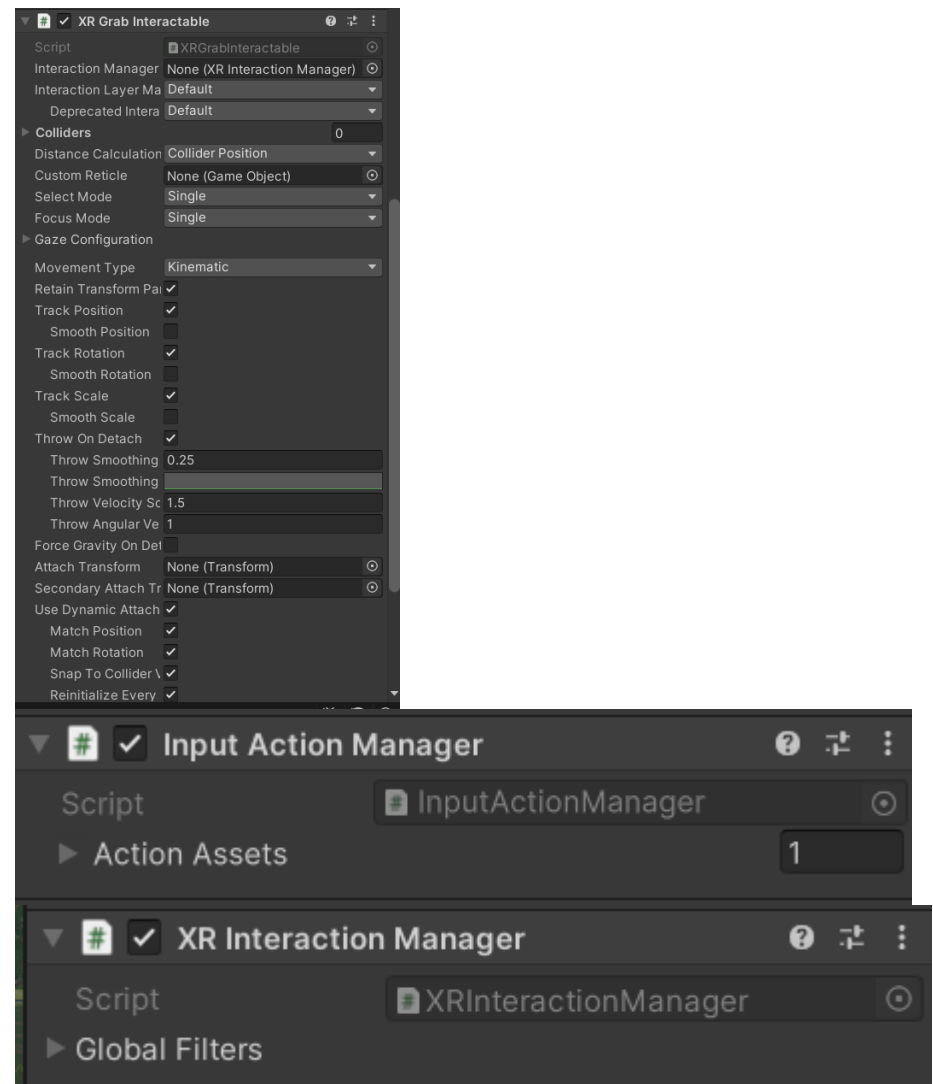 XR Grab Interactable
Script XRGrabInteractable
Interaction Manager None (XR Interaction Manager)
Interaction Layer Ma Default
Deprecated Intera Default
Colliders 0
Distance Calculation Collider Position
Custom Reticle None (Game Object)
Select Mode Single
Focus Mode Single
Gaze Configuration
Movement Type Kinematic
Retain Transform Pa
Track Position
Smooth Position
Track Rotation
Smooth Rotation
Track Scale
Smooth Scale
Throw On Detach
Throw Smoothing 0.25
Throw Smoothing
Throw Velocity Sc 1.5
Throw Angular Ve 1
Force Gravity On Det
Attach Transform None (Transform)
Secondary Attach Tr None (Transform)
Use Dynamic Attach
Match Position
Match Rotation
Snap To Collider V
Reinitialize Every
Input Action Manager
Script InputActionManager
Action Assets 1
XR Interaction Manager
Script XRInteractionManager
Global Filters